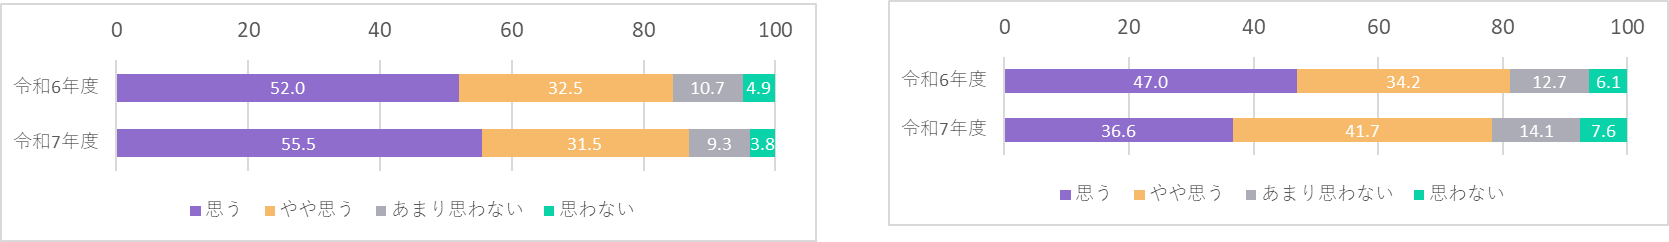 0 20 40 60 80 100
令和6年度 52.0 32.5 10.7 4.9
令和7年度 55.5 31.5 9.3 3.8
思う やや思う あまり思わない 思わない
0 20 40 60 80 100
令和6年度 47.0 34.2 12.7 6.1
令和7年度 36.6 41.7 14.1 7.6
思う やや思う あまり思わない 思わない